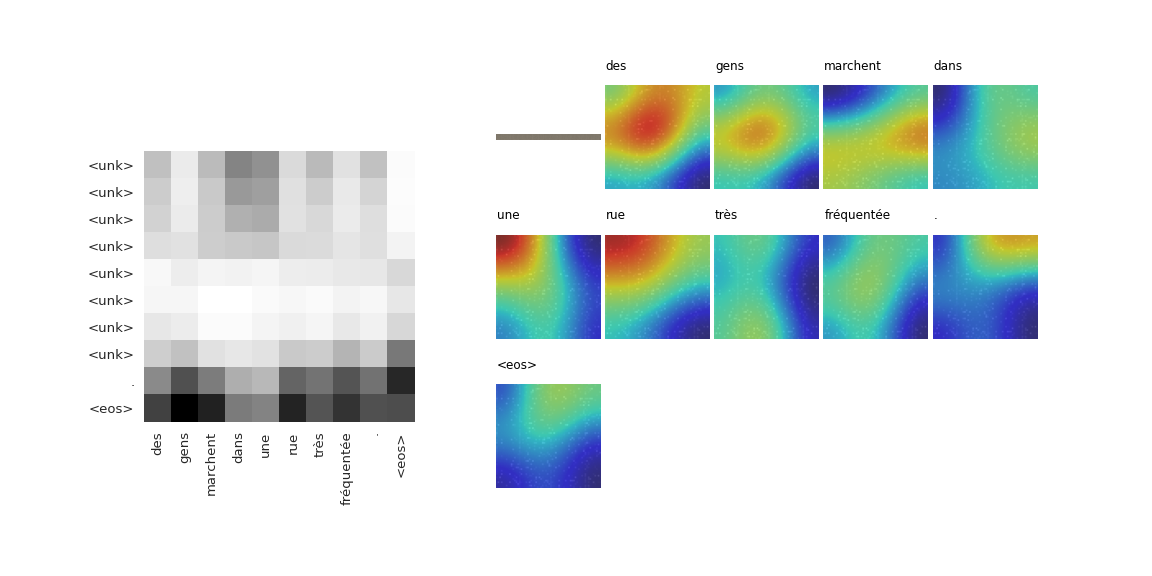 <unk>
<unk>
<unk>
<unk>
<unk>
<unk>
<unk>
<unk>
.
<eos>
des gens marchent dans une rue très fréquentée . <eos>
des gens marchent dans
une rue très fréquentée .
<eos>